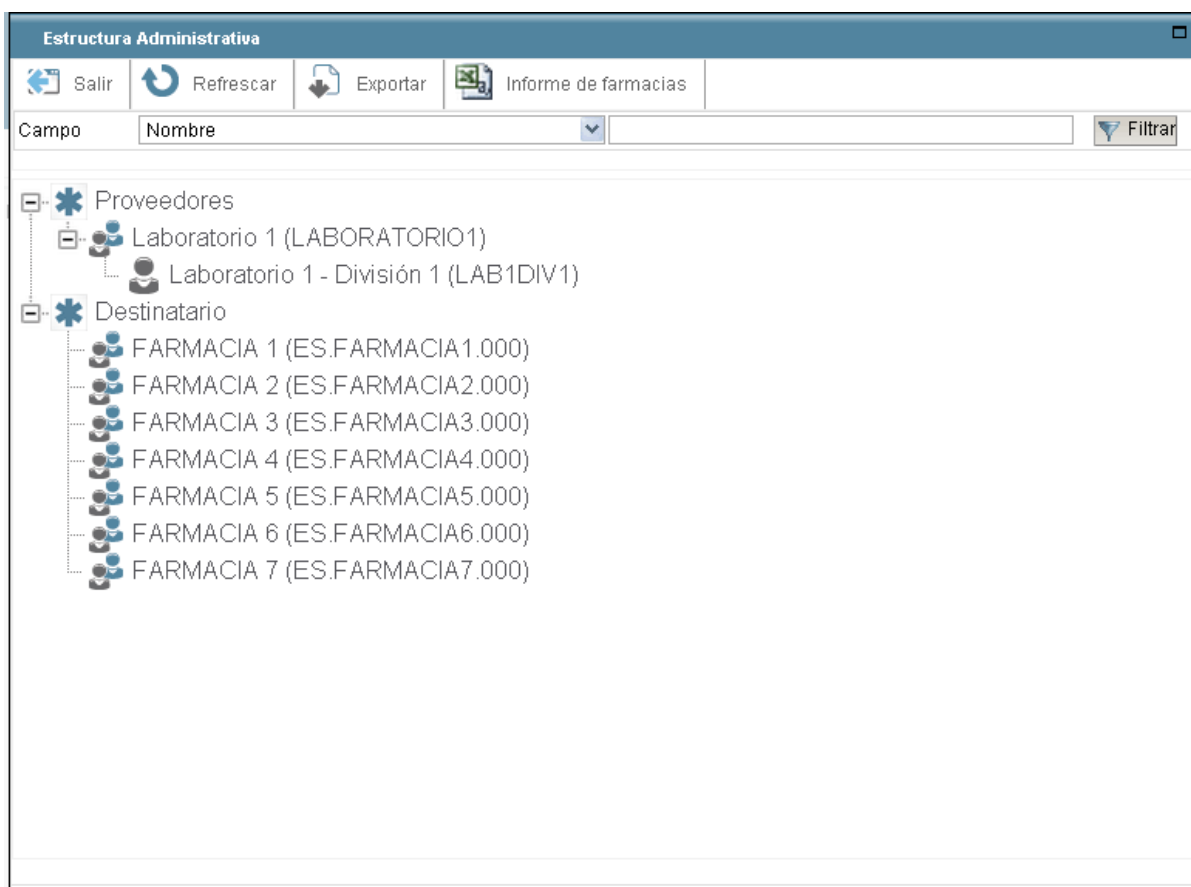 Estructura Administrativa
Salir Refrescar Exportar Informe de farmacias
Campo Nombre Filtrar
Proveedores
Laboratorio 1 (LABORATORIO1)
Laboratorio 1 - División 1 (LAB1DIV1)
Destinatario
FARMACIA 1 (ES.FARMACIA1.000)
FARMACIA 2 (ES.FARMACIA2.000)
FARMACIA 3 (ES.FARMACIA3.000)
FARMACIA 4 (ES.FARMACIA4.000)
FARMACIA 5 (ES.FARMACIA5.000)
FARMACIA 6 (ES.FARMACIA6.000)
FARMACIA 7 (ES.FARMACIA7.000)